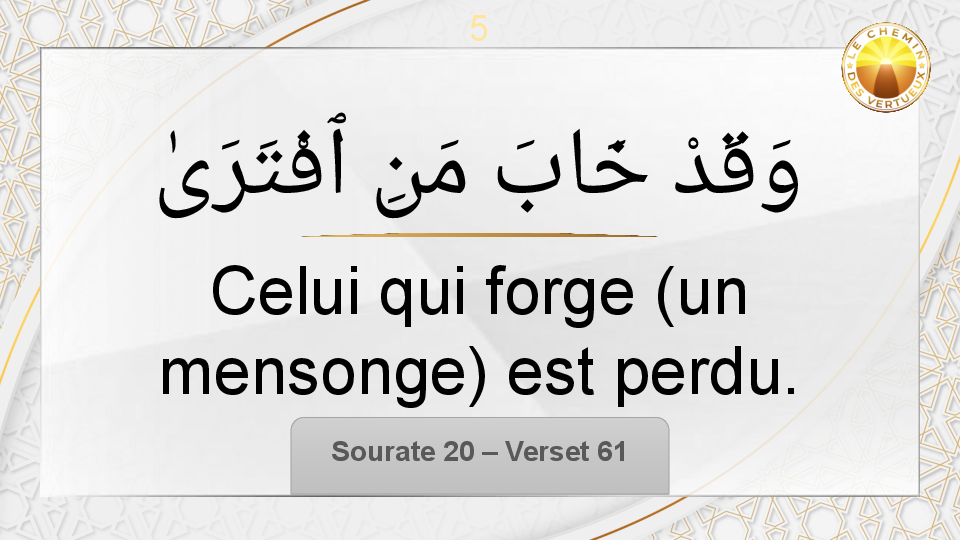 5
LE CHEMIN
DES VERTUEUX
وَقَدْ خَابَ مَنِ ٱفْتَرَىٰ
Celui qui forge (un
mensonge) est perdu.
Sourate 20 – Verset 61